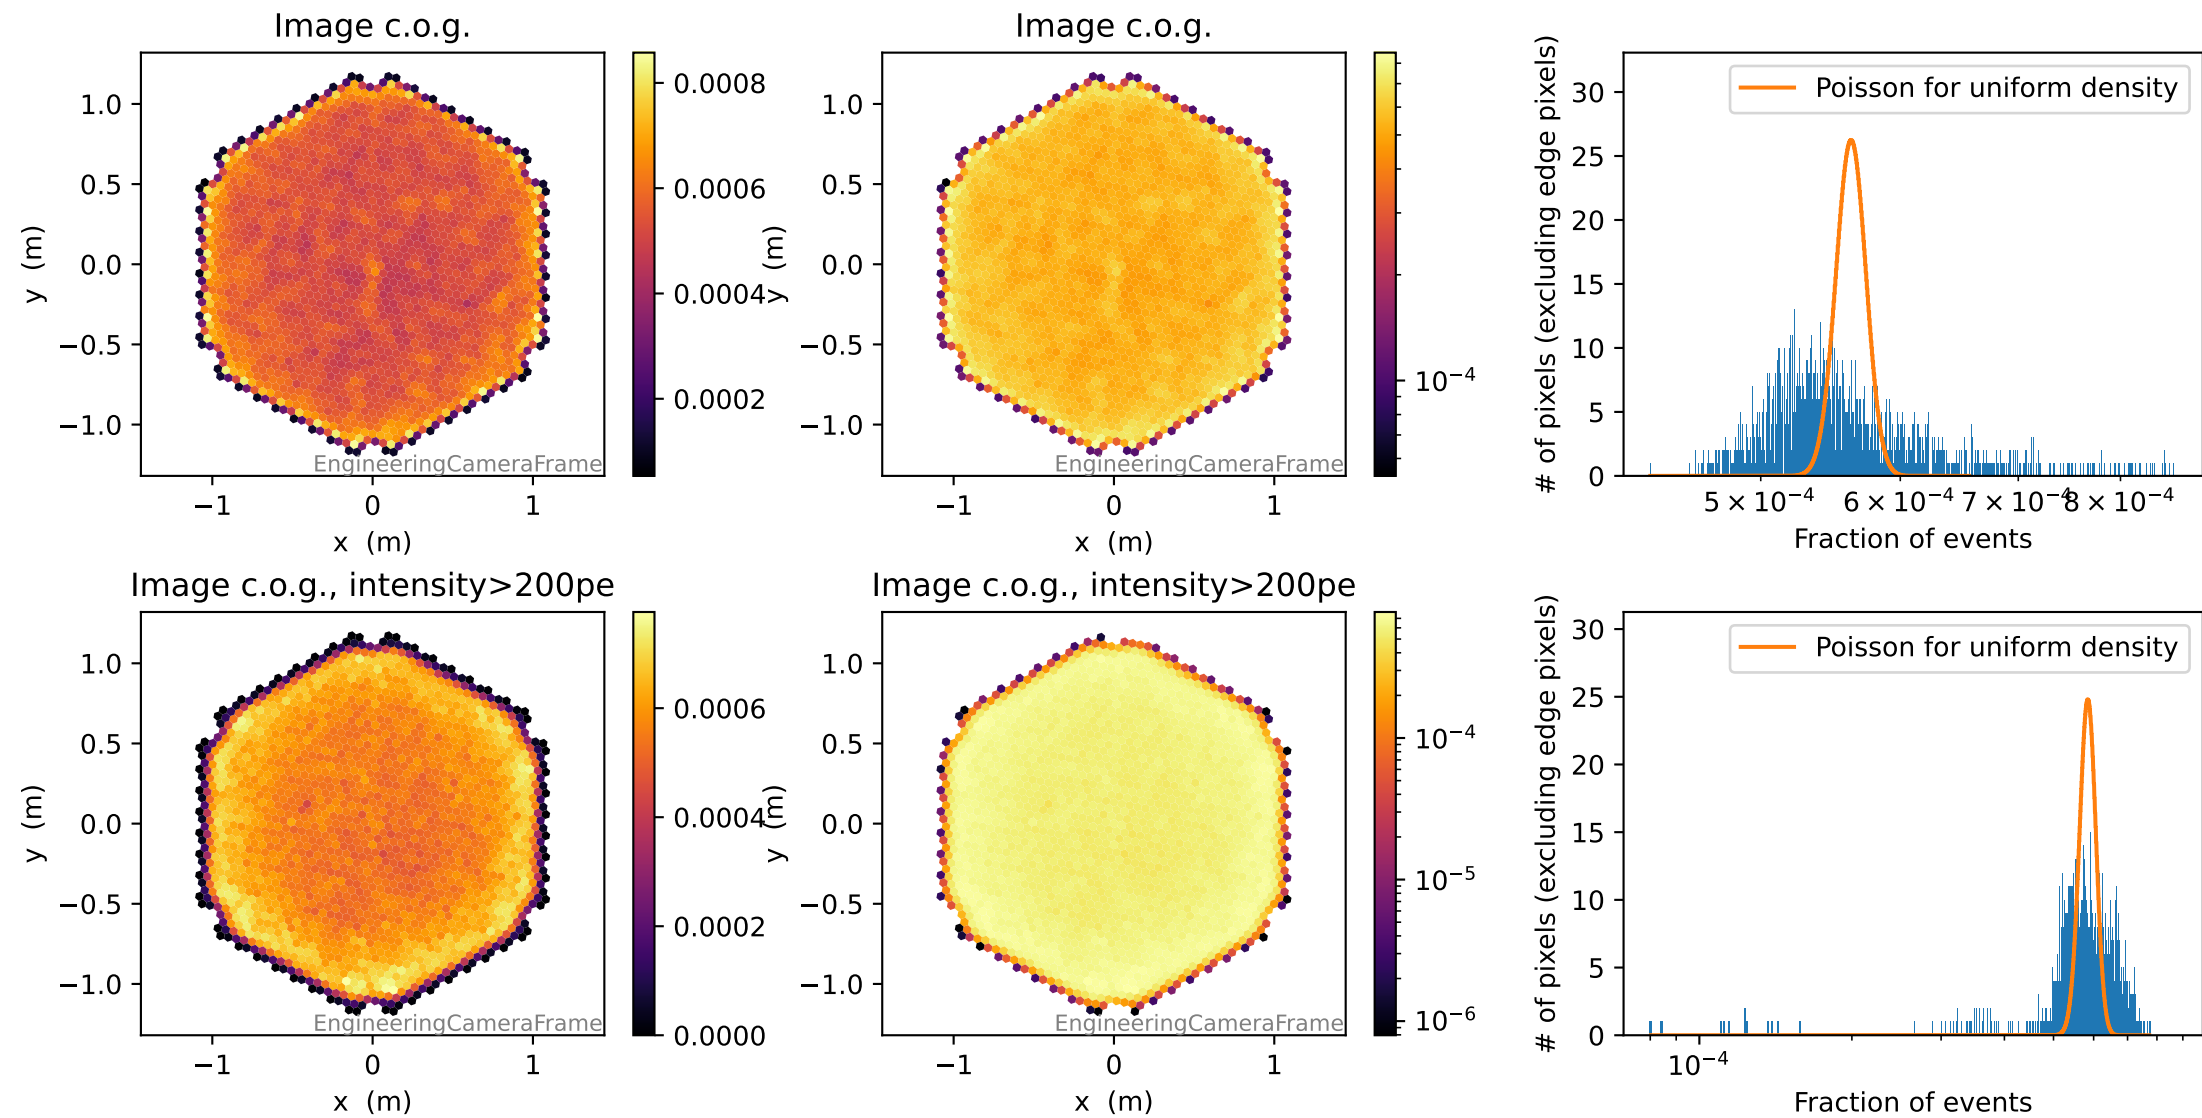 Image c.o.g.
1.0
0.5
0.0
−0.5
−1.0
y (m)
−1
0
1
x (m)
EngineeringCameraFrame
0.0008
0.0006
0.0004
0.0002
Image c.o.g.
1.0
0.5
0.0
−0.5
−1.0
y (m)
−1
0
1
x (m)
EngineeringCameraFrame
10⁻⁴
Poisson for uniform density
30
25
20
15
10
5
0
# of pixels (excluding edge pixels)
5 × 10⁻⁴
6 × 10⁻⁴
7 × 10⁻⁴
8 × 10⁻⁴
Fraction of events
Image c.o.g., intensity>200pe
1.0
0.5
0.0
−0.5
−1.0
y (m)
−1
0
1
x (m)
EngineeringCameraFrame
0.0006
0.0004
0.0002
0.0000
Image c.o.g., intensity>200pe
1.0
0.5
0.0
−0.5
−1.0
y (m)
−1
0
1
x (m)
EngineeringCameraFrame
10⁻⁴
10⁻⁵
10⁻⁶
Poisson for uniform density
30
25
20
15
10
5
0
# of pixels (excluding edge pixels)
10⁻⁴
Fraction of events